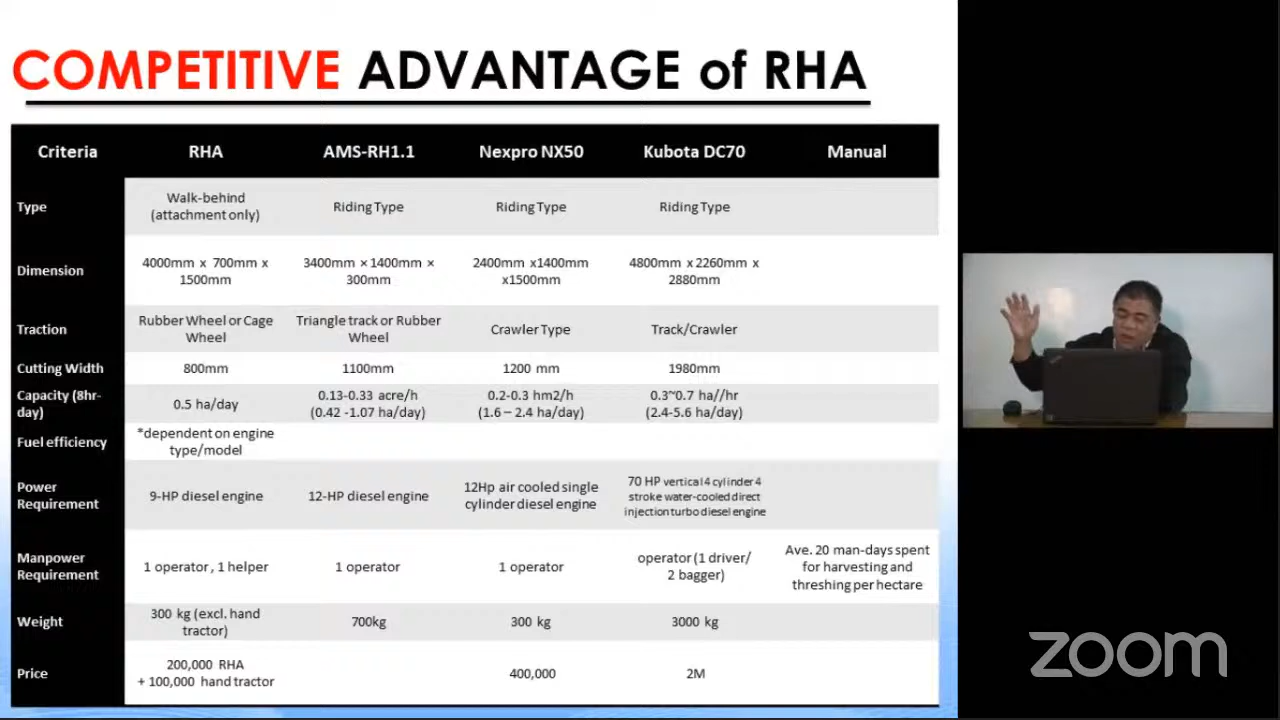 COMPETITIVE ADVANTAGE of RHA
Criteria RHA AMS-RH1.1 Nexpro NX50 Kubota DC70 Manual
Type
Walk-behind
(attachment only)
Riding Type
Riding Type
Riding Type
Dimension
4000mm x 700mm x
1500mm
3400mm ×1400mm ×
300mm
2400mm x1400mm
x1500mm
4800mm x2260mm x
2880mm
Traction
Rubber Wheel or Cage
Wheel
Triangle track or Rubber
Wheel
Crawler Type
Track/Crawler
Cutting Width 800mm 1100mm 1200 mm 1980mm
Capacity (8hr-
day)
0.5 ha/day
0.13-0.33 acre/h
(0.42 -1.07 ha/day)
0.2-0.3 hm2/h
(1.6 – 2.4 ha/day)
0.3~0.7 ha//hr
(2.4-5.6 ha/day)
Fuel efficiency
*dependent on engine
type/model
Power
Requirement
9-HP diesel engine
12-HP diesel engine
12Hp air cooled single
cylinder diesel engine
70 HP vertical 4 cylinder 4
stroke water-cooled direct
injection turbo diesel engine
Manpower
Requirement
1 operator , 1 helper
1 operator
1 operator
operator (1 driver/
2 bagger)
Ave. 20 man-days spent
for harvesting and
threshing per hectare
Weight
300 kg (excl. hand
tractor)
700kg
300 kg
3000 kg
Price
200,000 RHA
+ 100,000 hand tractor
400,000
2M
zoom